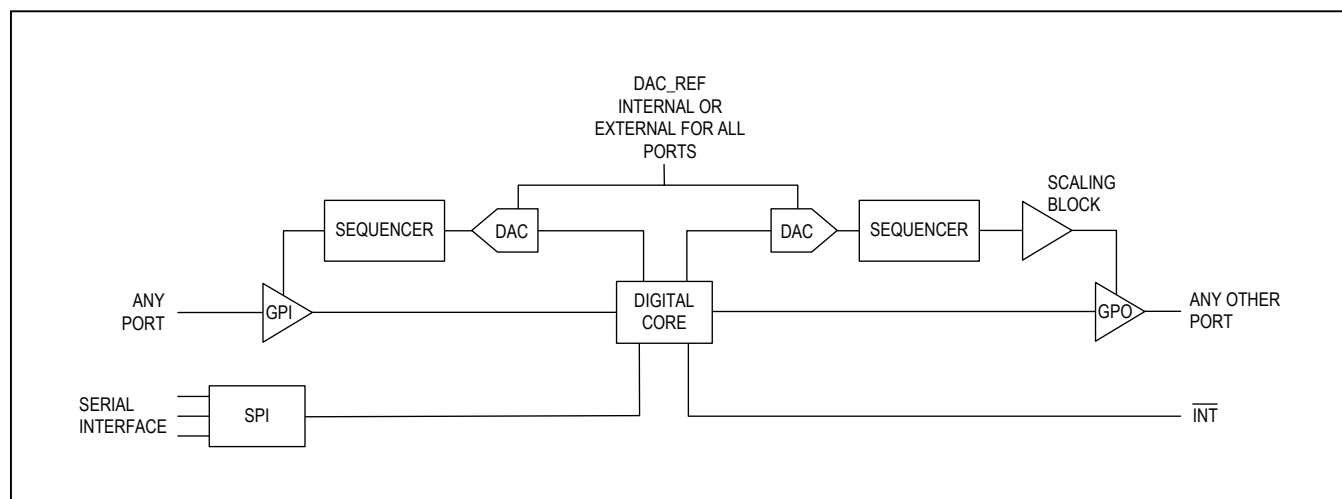 DAC_REF
INTERNAL OR
EXTERNAL FOR ALL
PORTS
SCALING
BLOCK
SEQUENCER
DAC
DAC
SEQUENCER
ANY
PORT
GPI
DIGITAL
CORE
GPO
ANY OTHER
PORT
SERIAL
INTERFACE
SPI
INT